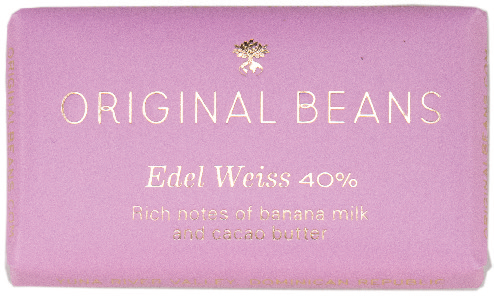 ORIGINAL BEANS
Edel Weiss 40%
Rich notes of banana milk
and cacao butter